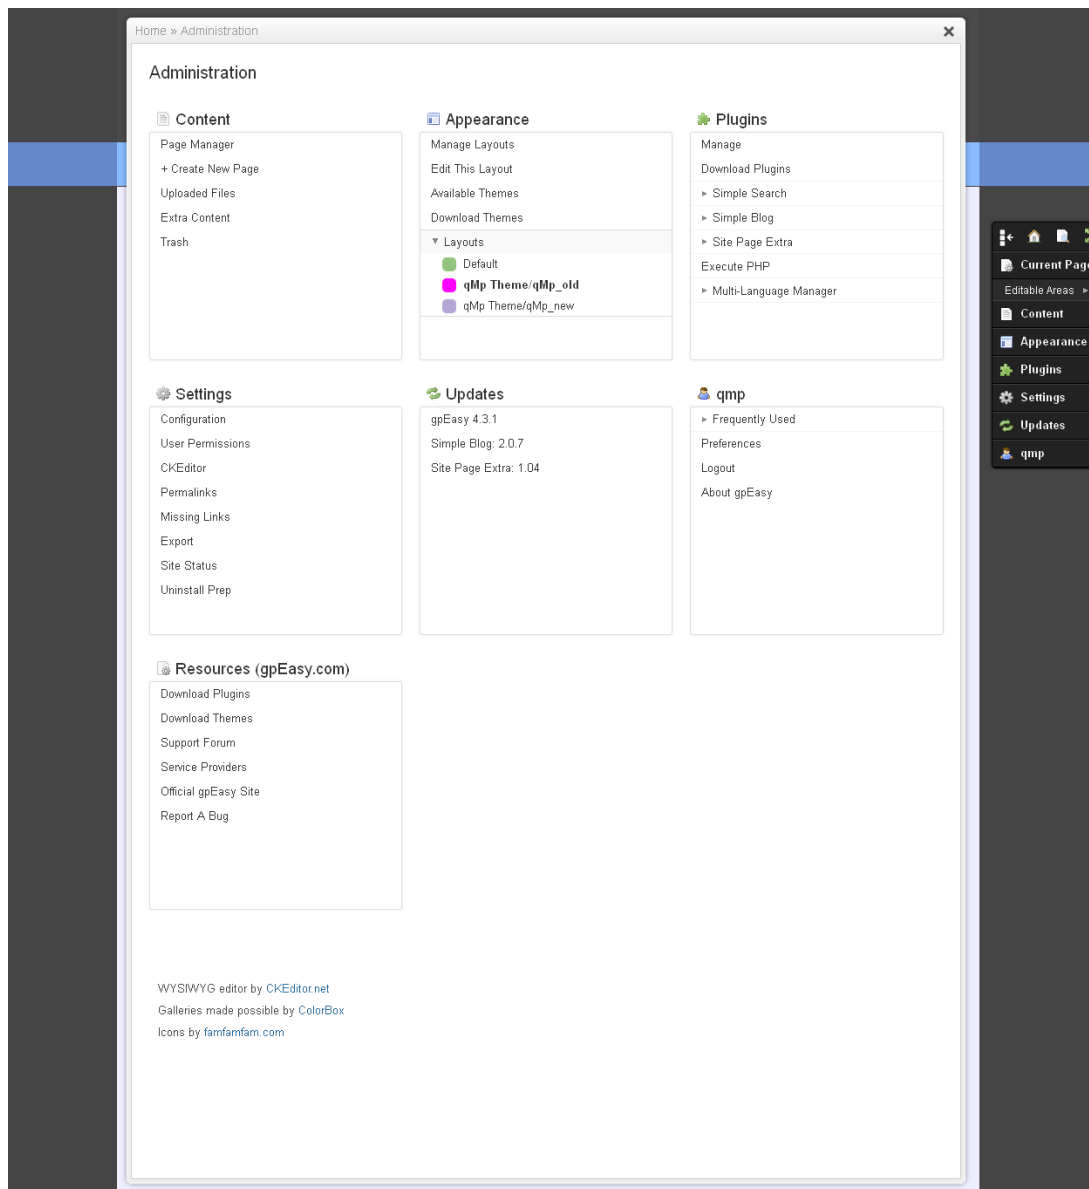 Home » Administration
Administration
Content
Page Manager
+ Create New Page
Uploaded Files
Extra Content
Trash
Appearance
Manage Layouts
Edit This Layout
Available Themes
Download Themes
▼ Layouts
Default
qMp Theme/qMp_old
qMp Theme/qMp_new
Plugins
Manage
Download Plugins
► Simple Search
► Simple Blog
► Site Page Extra
Execute PHP
► Multi-Language Manager
Settings
Configuration
User Permissions
CKEditor
Permalinks
Missing Links
Export
Site Status
Uninstall Prep
Updates
gpEasy 4.3.1
Simple Blog: 2.0.7
Site Page Extra: 1.04
qmp
► Frequently Used
Preferences
Logout
About gpEasy
Resources (gpEasy.com)
Download Plugins
Download Themes
Support Forum
Service Providers
Official gpEasy Site
Report A Bug
WYSIWYG editor by CKEditor.net
Galleries made possible by ColorBox
Icons by famfamfam.com
Current Page
Editable Areas ►
Content
Appearance
Plugins
Settings
Updates
qmp